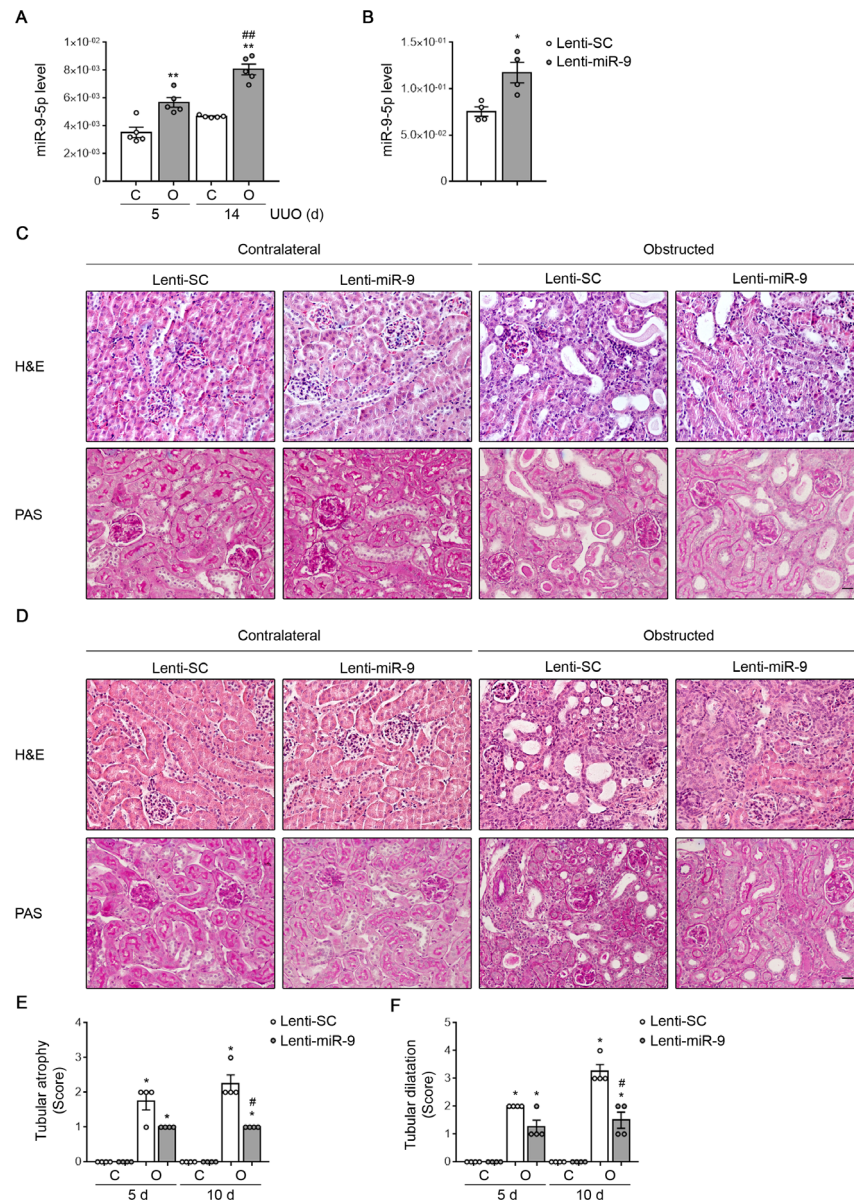 A
miR-9-5p level
1×10⁻⁰²
8×10⁻⁰³
6×10⁻⁰³
4×10⁻⁰³
2×10⁻⁰³
0
**
##
**
C O C O
5 14 UUO (d)
B
miR-9-5p level
1.5×10⁻⁰¹
1.0×10⁻⁰¹
5.0×10⁻⁰²
0
*
Lenti-SC
Lenti-miR-9
C
Contralateral Obstructed
Lenti-SC Lenti-miR-9 Lenti-SC Lenti-miR-9
H&E
PAS
D
Contralateral Obstructed
Lenti-SC Lenti-miR-9 Lenti-SC Lenti-miR-9
H&E
PAS
E
Tubular atrophy
(Score)
4
3
2
1
0
*
*
*
#
*
Lenti-SC
Lenti-miR-9
C O C O
5 d 10 d
F
Tubular dilatation
(Score)
5
4
3
2
1
0
*
*
*
#
*
Lenti-SC
Lenti-miR-9
C O C O
5 d 10 d